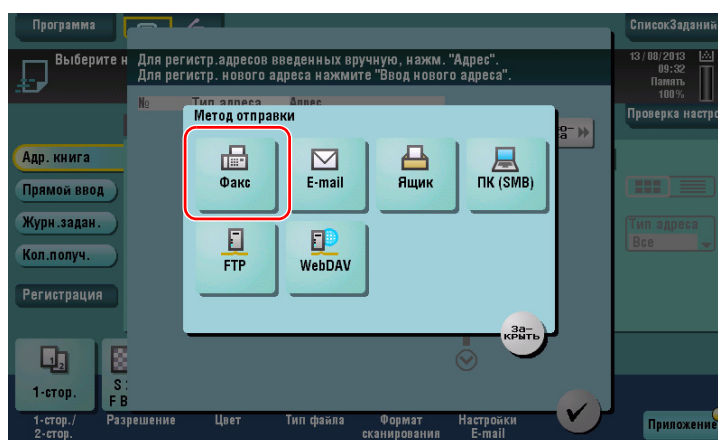 Программа
СписокЗаданий
Выберите н
Для регистр.адресов введенных вручную, нажм. "Адрес".
Для регистр. нового адреса нажмите "Ввод нового адреса".
13/08/2013
09:32
Память
100%
№ Тип адреса Адрес
Проверка настро
Метод отправки
Адр. книга
Прямой ввод
Журн.задан.
Кол.получ.
Регистрация
Факс
E-mail
Ящик
ПК (SMB)
FTP
WebDAV
Тип адреса
Все
За-
крыть
1-стор.
S
F B
1-стор./
2-стор.
Разрешение
Цвет
Тип файла
Формат
сканирования
Настройки
E-mail
Приложение